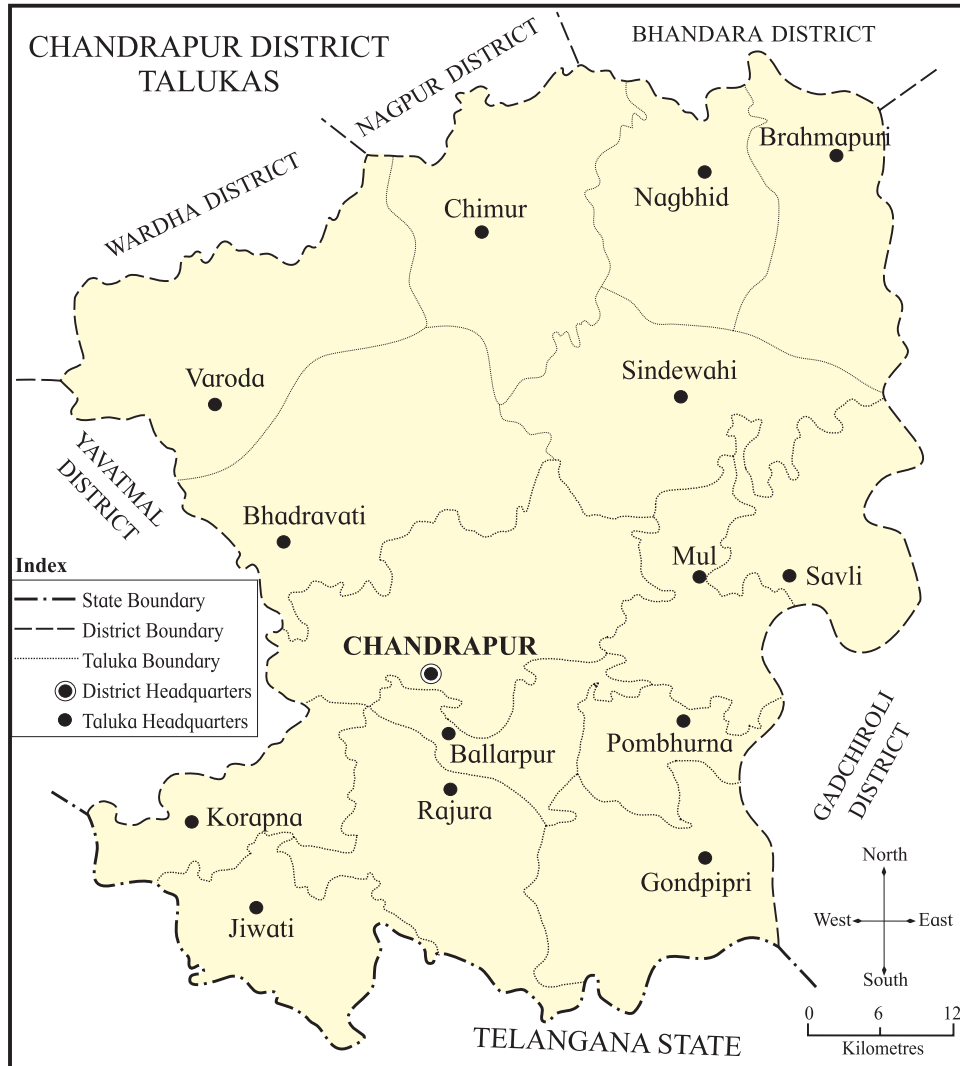 CHANDRAPUR DISTRICT
TALUKAS
NAGPUR DISTRICT
BHANDARA DISTRICT
WARDHA DISTRICT
Brahmapuri
Nagbhid
Chimur
Varoda
Sindewahi
YAVATMAL
DISTRICT
Bhadravati
Mul
Savli
Index
State Boundary
District Boundary
Taluka Boundary
District Headquarters
Taluka Headquarters
CHANDRAPUR
Ballarpur
Pombhurna
GADCHIROLI
DISTRICT
Rajura
Korapna
Gondpipri
Jiwati
North
West
East
South
TELANGANA STATE
0 6 12
Kilometres